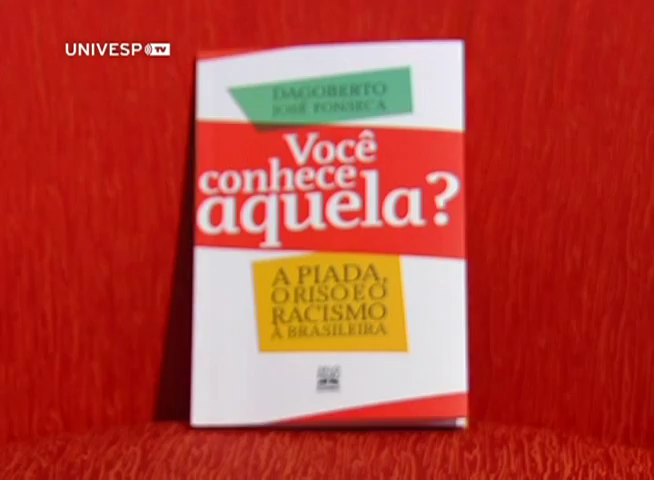 UNIVESP TV
DAGOBERTO
JOSÉ FONSECA
Você
conhece
aquela?
A PIADA,
O RISO E O
RACISMO
À BRASILEIRA